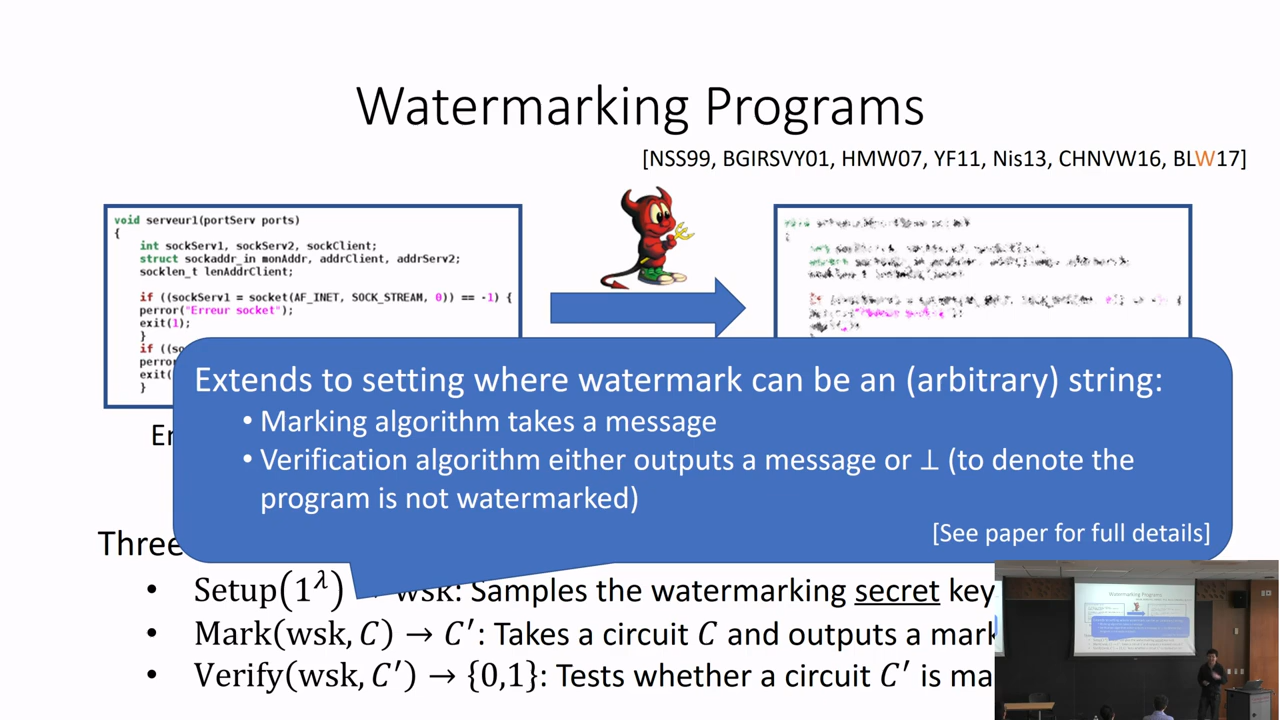 Watermarking Programs
[NSS99, BGIRSVY01, HMW07, YF11, Nis13, CHNVW16, BLW17]
void serveur1(portServ ports)
{
int sockServ1, sockServ2, sockClient;
struct sockaddr_in monAddr, addrClient, addrServ2;
socklen_t lenAddrClient;
if ((sockServ1 = socket(AF_INET, SOCK_STREAM, 0)) == -1) {
perror("Erreur socket");
exit(1);
}
if ((so
perro
exit(
}
Extends to setting where watermark can be an (arbitrary) string:
• Marking algorithm takes a message
• Verification algorithm either outputs a message or ⊥ (to denote the
program is not watermarked)
[See paper for full details]
Three
• Setup(1^λ) → wsk: Samples the watermarking secret key
• Mark(wsk, C) → C′: Takes a circuit C and outputs a mark
• Verify(wsk, C′) → {0,1}: Tests whether a circuit C′ is ma
Watermarking Programs